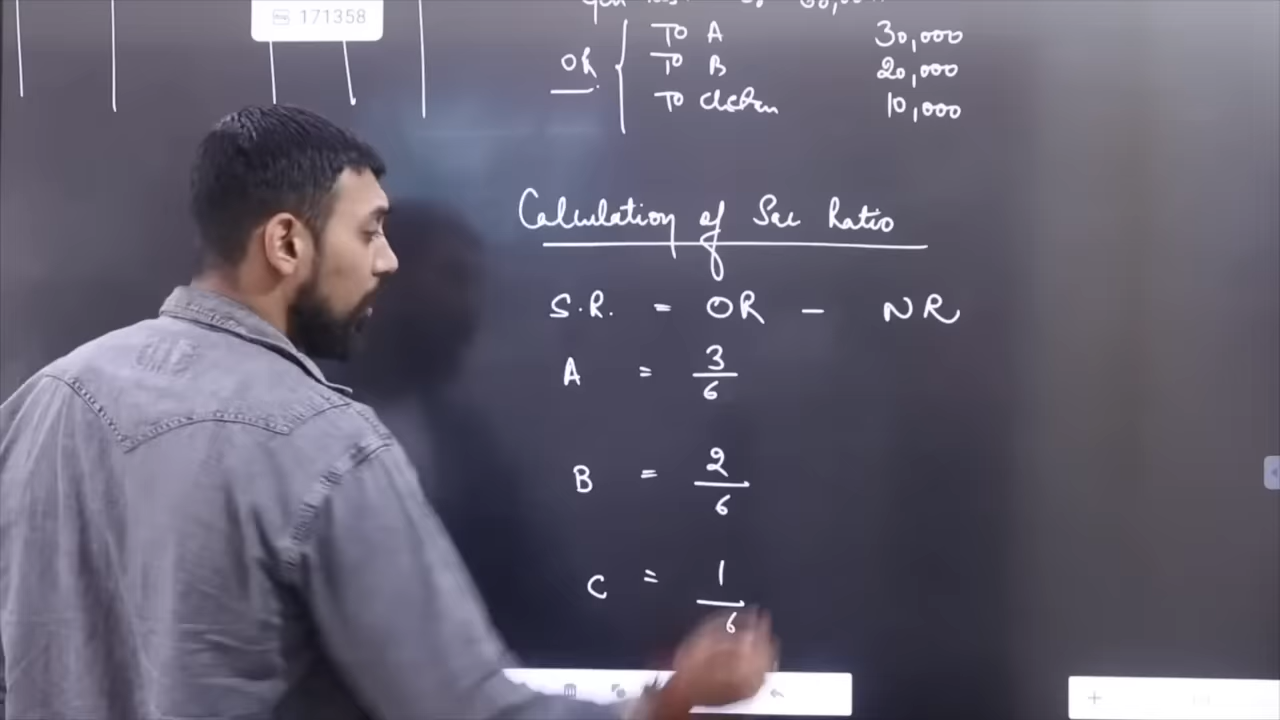 171358
To A 30,000
OR To B 20,000
To 10,000
Calculation of Sac Ratio
S.R. = OR - NR
A = 3/6
B = 2/6
C = 1/6